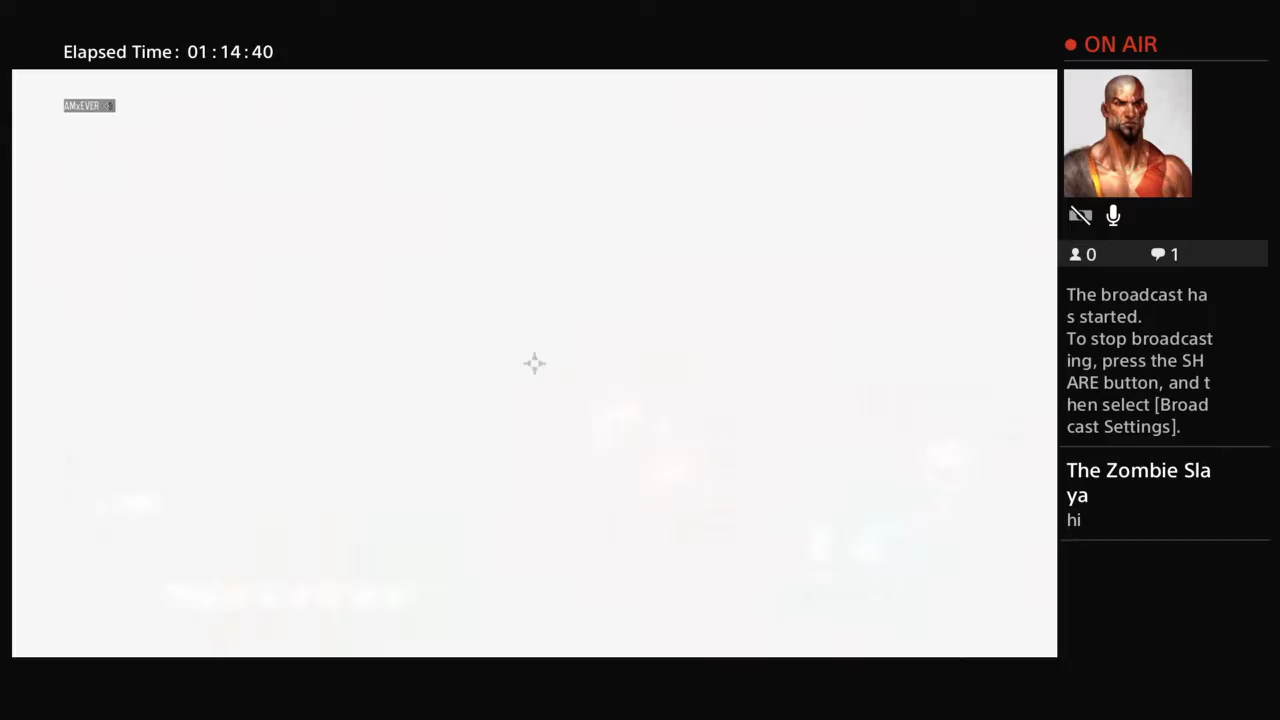 Elapsed Time: 01:14:40
ON AIR
AMxEVER <3
0 1
The broadcast ha
s started.
To stop broadcast
ing, press the SH
ARE button, and t
hen select [Broad
cast Settings].
The Zombie Sla
ya
hi